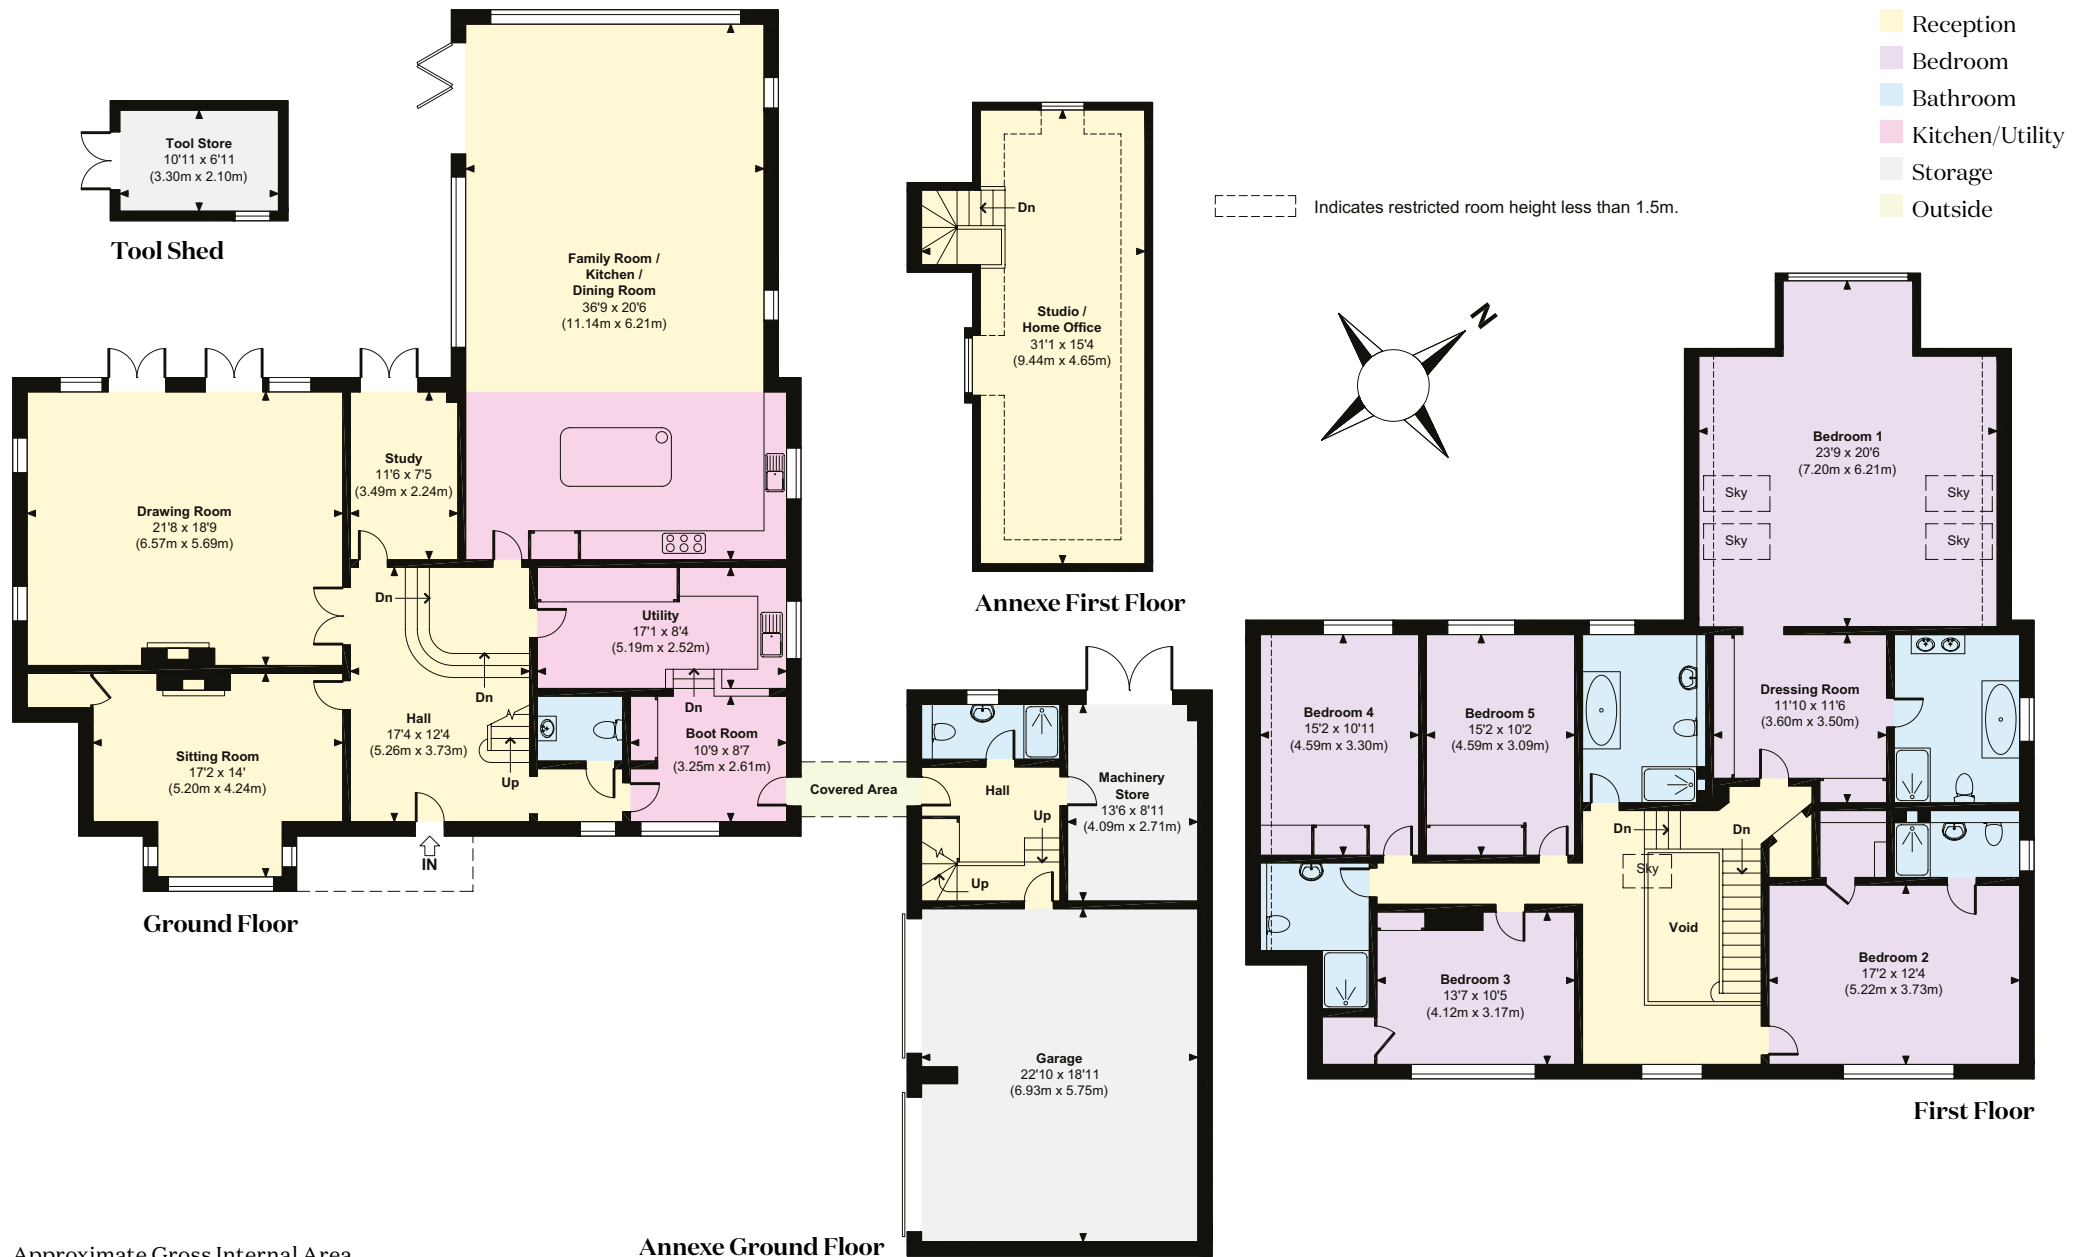 Reception
Bedroom
Bathroom
Kitchen/Utility
Storage
Outside
Tool Store
10'11 x 6'11
(3.30m x 2.10m)
Tool Shed
Family Room /
Kitchen /
Dining Room
36'9 x 20'6
(11.14m x 6.21m)
Study
11'6 x 7'5
(3.49m x 2.24m)
Drawing Room
21'8 x 18'9
(6.57m x 5.69m)
Dn
Utility
17'1 x 8'4
(5.19m x 2.52m)
Dn
Dn
Hall
17'4 x 12'4
(5.26m x 3.73m)
Up
Boot Room
10'9 x 8'7
(3.25m x 2.61m)
Sitting Room
17'2 x 14'
(5.20m x 4.24m)
IN
Ground Floor
Covered Area
Dn
Studio /
Home Office
31'1 x 15'4
(9.44m x 4.65m)
Annexe First Floor
Indicates restricted room height less than 1.5m.
N
Hall
Up
Up
Machinery
Store
13'6 x 8'11
(4.09m x 2.71m)
Garage
22'10 x 18'11
(6.93m x 5.75m)
Annexe Ground Floor
Bedroom 1
23'9 x 20'6
(7.20m x 6.21m)
Sky
Sky
Sky
Sky
Bedroom 4
15'2 x 10'11
(4.59m x 3.30m)
Bedroom 5
15'2 x 10'2
(4.59m x 3.09m)
Dressing Room
11'10 x 11'6
(3.60m x 3.50m)
Dn
Dn
Sky
Void
Bedroom 3
13'7 x 10'5
(4.12m x 3.17m)
Bedroom 2
17'2 x 12'4
(5.22m x 3.73m)
First Floor
Approximate Gross Internal Area